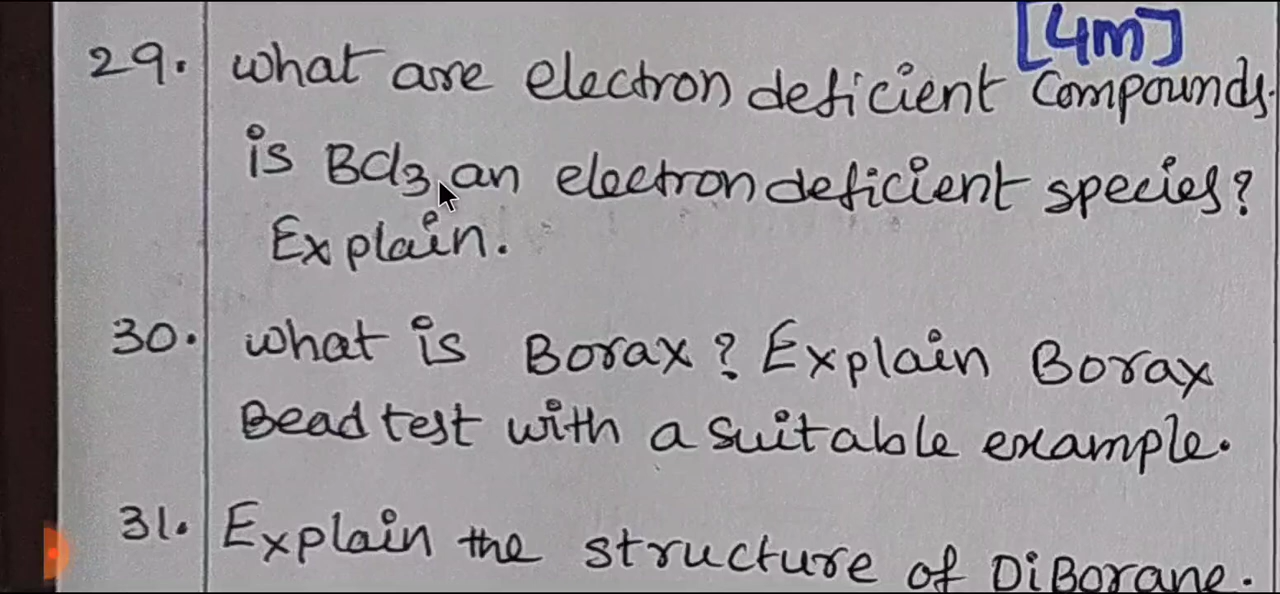 [4m]
29. what are electron deficient compounds.
is BCl3 an electron deficient species?
Explain.
30. what is Borax? Explain Borax
Bead test with a suitable example.
31. Explain the structure of DiBorane.